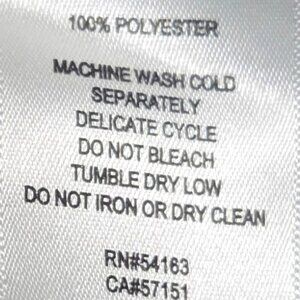 100% POLYESTER
MACHINE WASH COLD
SEPARATELY
DELICATE CYCLE
DO NOT BLEACH
TUMBLE DRY LOW
DO NOT IRON OR DRY CLEAN
RN#54163
CA#57151